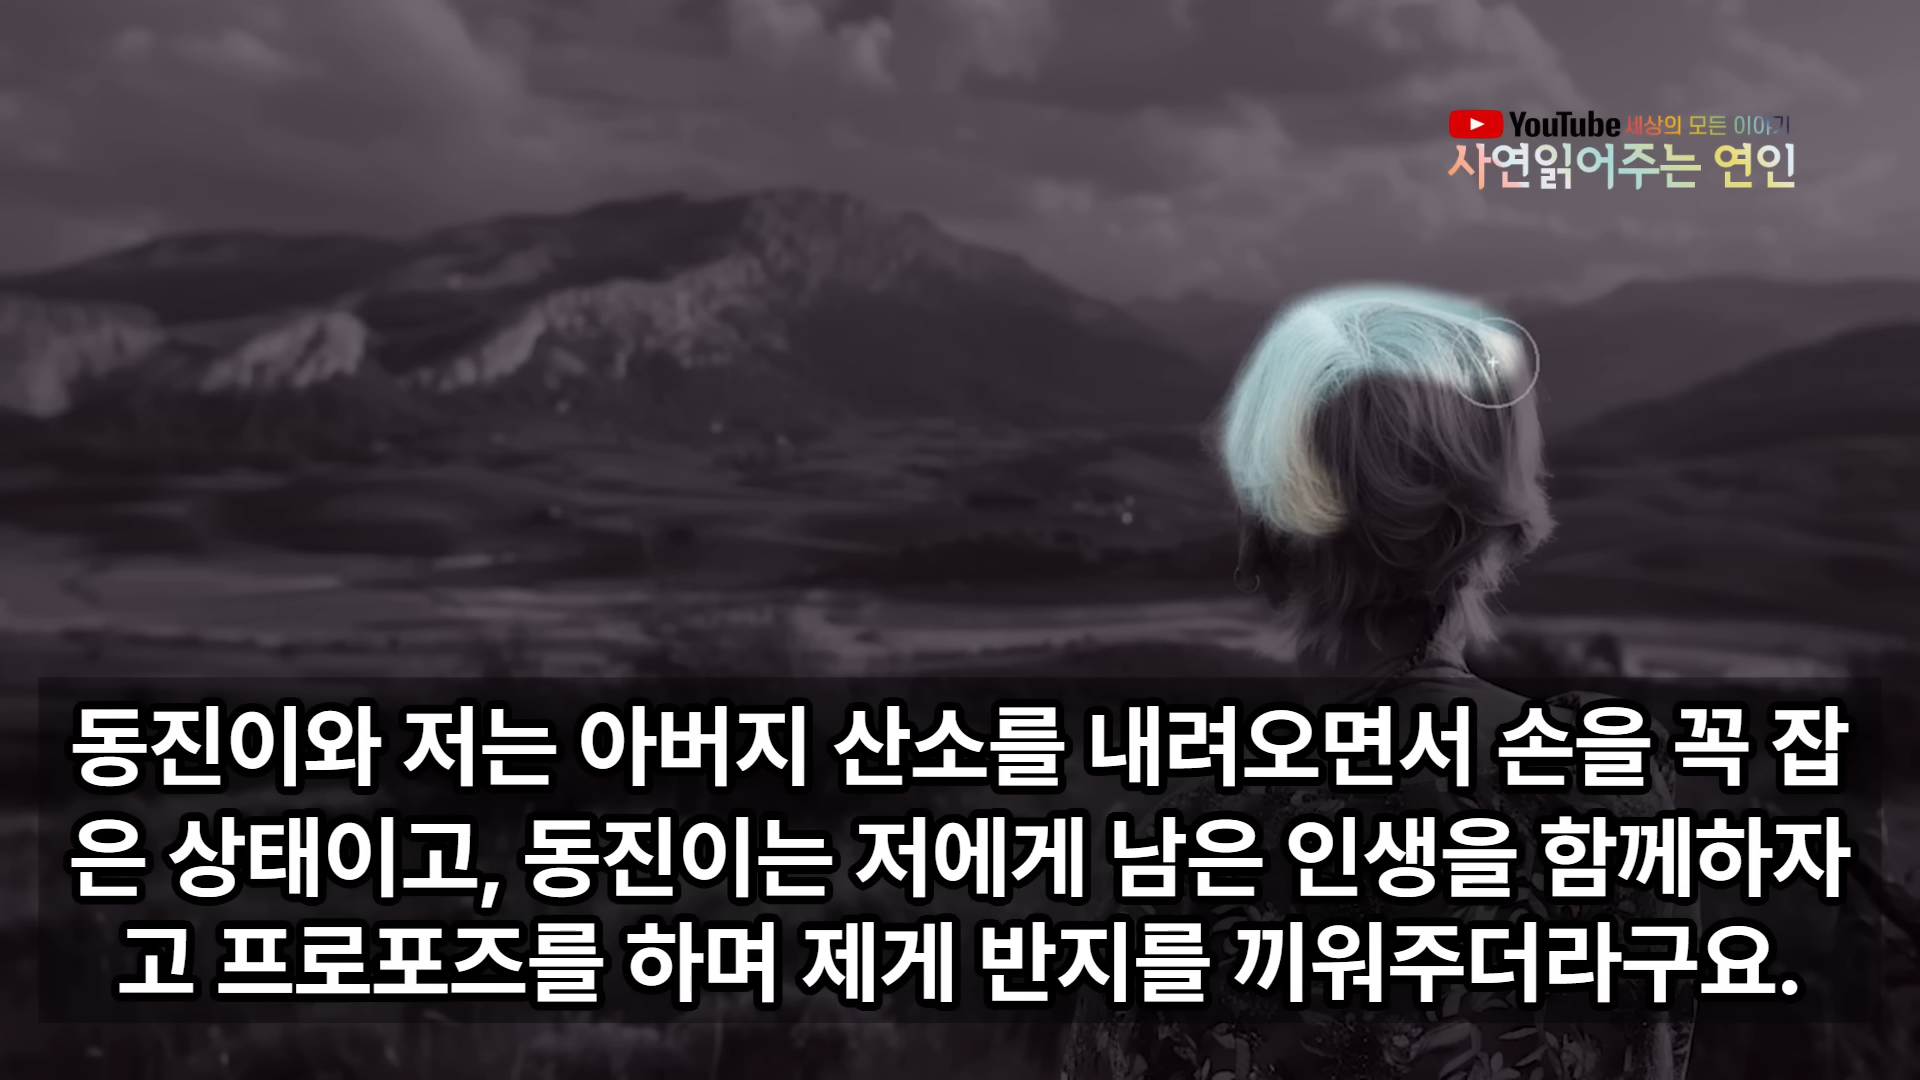 YouTube 세상의 모든 이야기
사연읽어주는 연인
동진이와 저는 아버지 산소를 내려오면서 손을 꼭 잡
은 상태이고, 동진이는 저에게 남은 인생을 함께하자
고 프로포즈를 하며 제게 반지를 끼워주더라구요.